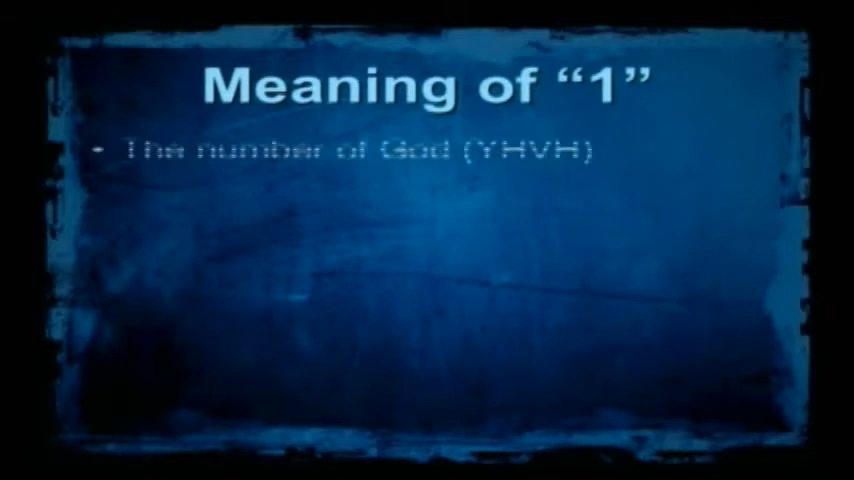 Meaning of “1”
• The number of God (YHVH)